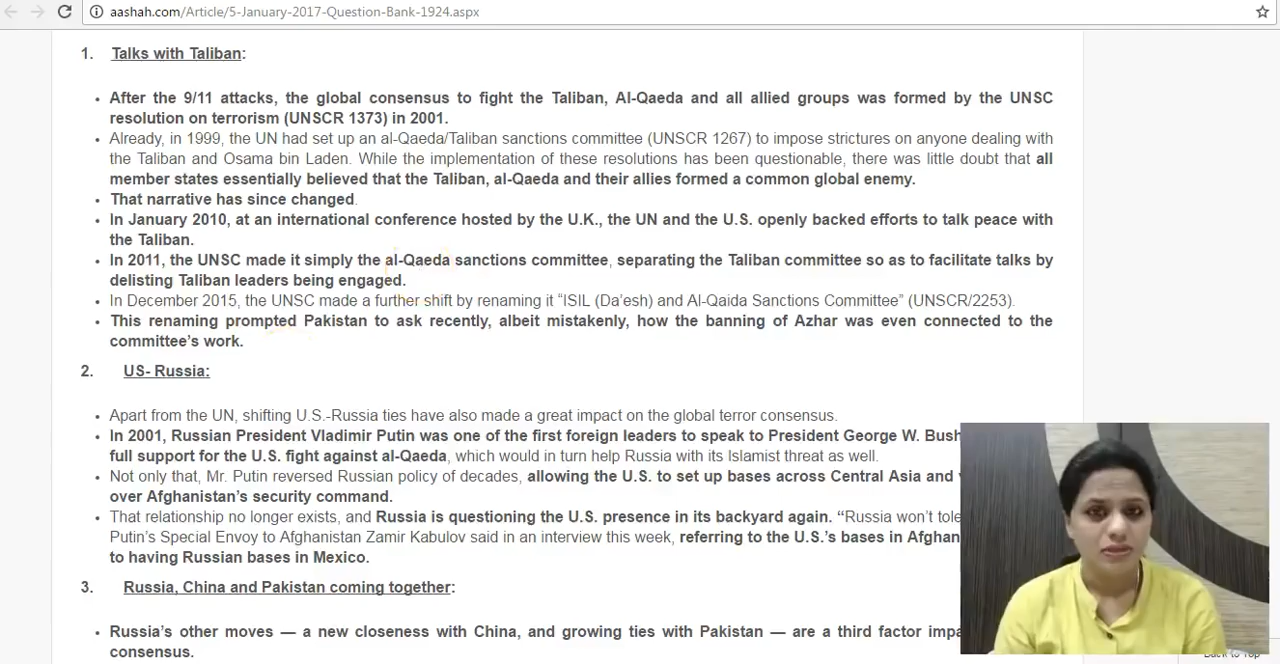 aashah.com/Article/5-January-2017-Question-Bank-1924.aspx
1. Talks with Taliban:
• After the 9/11 attacks, the global consensus to fight the Taliban, Al-Qaeda and all allied groups was formed by the UNSC
resolution on terrorism (UNSCR 1373) in 2001.
• Already, in 1999, the UN had set up an al-Qaeda/Taliban sanctions committee (UNSCR 1267) to impose strictures on anyone dealing with
the Taliban and Osama bin Laden. While the implementation of these resolutions has been questionable, there was little doubt that all
member states essentially believed that the Taliban, al-Qaeda and their allies formed a common global enemy.
• That narrative has since changed.
• In January 2010, at an international conference hosted by the U.K., the UN and the U.S. openly backed efforts to talk peace with
the Taliban.
• In 2011, the UNSC made it simply the al-Qaeda sanctions committee, separating the Taliban committee so as to facilitate talks by
delisting Taliban leaders being engaged.
• In December 2015, the UNSC made a further shift by renaming it “ISIL (Da’esh) and Al-Qaida Sanctions Committee” (UNSCR/2253).
• This renaming prompted Pakistan to ask recently, albeit mistakenly, how the banning of Azhar was even connected to the
committee’s work.
2. US- Russia:
• Apart from the UN, shifting U.S.-Russia ties have also made a great impact on the global terror consensus.
• In 2001, Russian President Vladimir Putin was one of the first foreign leaders to speak to President George W. Bush
full support for the U.S. fight against al-Qaeda, which would in turn help Russia with its Islamist threat as well.
• Not only that, Mr. Putin reversed Russian policy of decades, allowing the U.S. to set up bases across Central Asia and
over Afghanistan’s security command.
• That relationship no longer exists, and Russia is questioning the U.S. presence in its backyard again. “Russia won’t tole
Putin’s Special Envoy to Afghanistan Zamir Kabulov said in an interview this week, referring to the U.S.’s bases in Afghan
to having Russian bases in Mexico.
3. Russia, China and Pakistan coming together:
• Russia’s other moves — a new closeness with China, and growing ties with Pakistan — are a third factor impa
consensus.